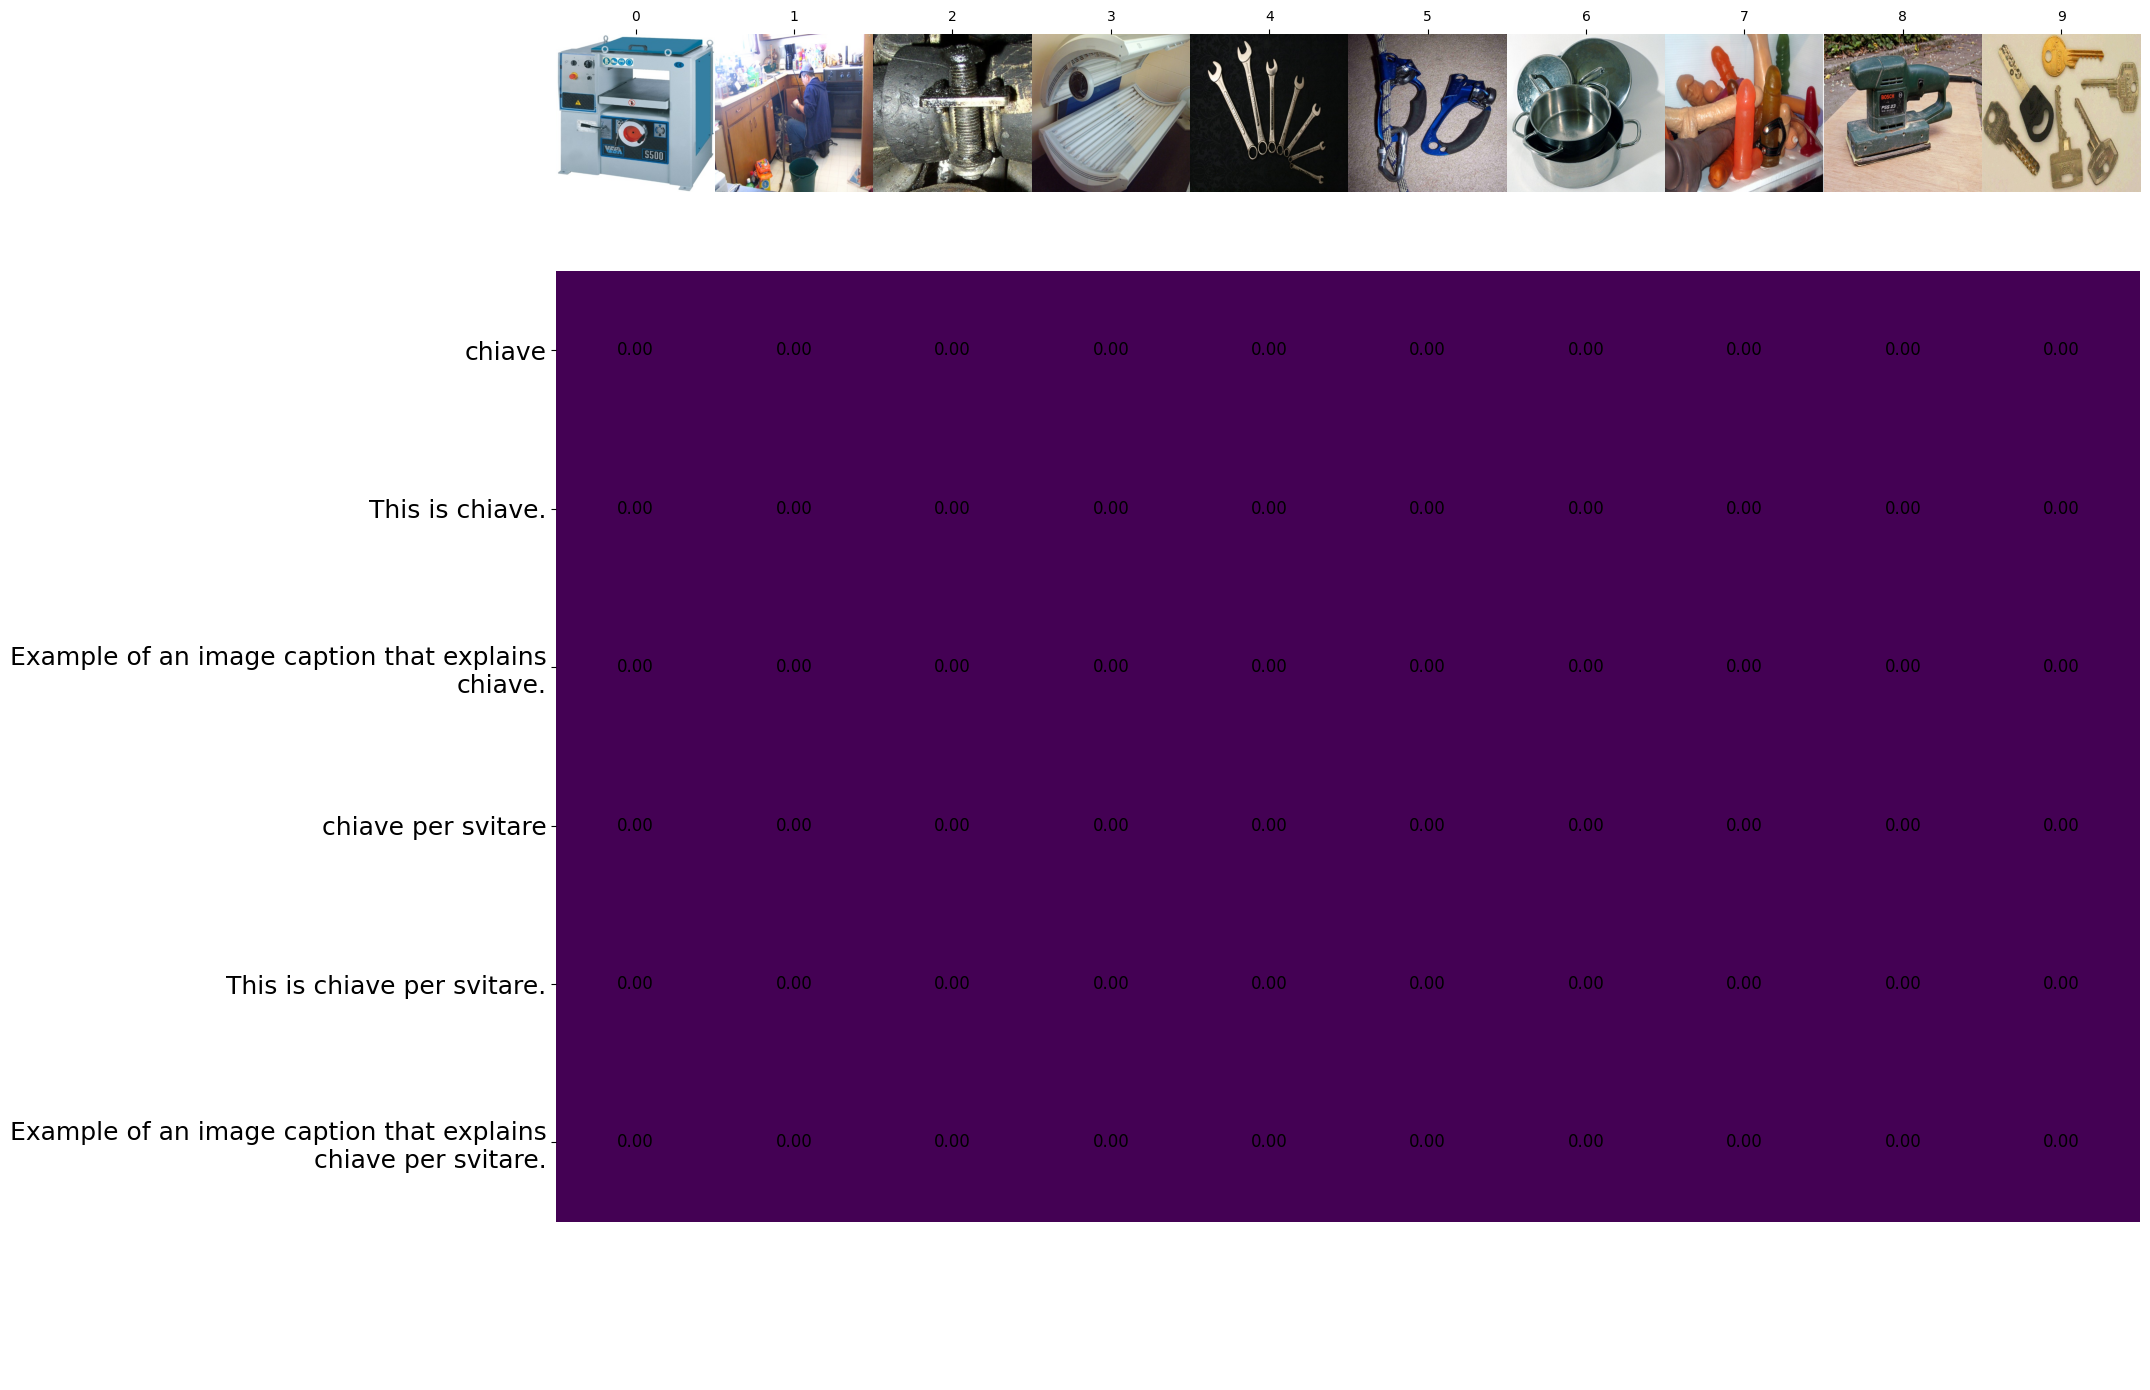 0 1 2 3 4 5 6 7 8 9
S500
BOSCH
chiave
0.00 0.00 0.00 0.00 0.00 0.00 0.00 0.00 0.00 0.00
This is chiave.
0.00 0.00 0.00 0.00 0.00 0.00 0.00 0.00 0.00 0.00
Example of an image caption that explains
chiave.
0.00 0.00 0.00 0.00 0.00 0.00 0.00 0.00 0.00 0.00
chiave per svitare
0.00 0.00 0.00 0.00 0.00 0.00 0.00 0.00 0.00 0.00
This is chiave per svitare.
0.00 0.00 0.00 0.00 0.00 0.00 0.00 0.00 0.00 0.00
Example of an image caption that explains
chiave per svitare.
0.00 0.00 0.00 0.00 0.00 0.00 0.00 0.00 0.00 0.00